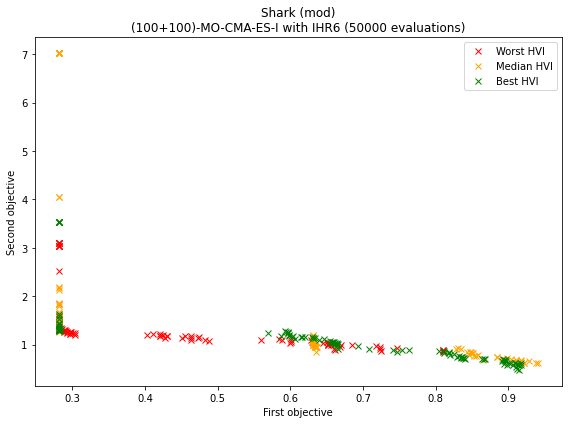 Shark (mod)
(100+100)-MO-CMA-ES-I with IHR6 (50000 evaluations)
Worst HVI
Median HVI
Best HVI
7
6
5
4
3
2
1
Second objective
0.3
0.4
0.5
0.6
0.7
0.8
0.9
First objective